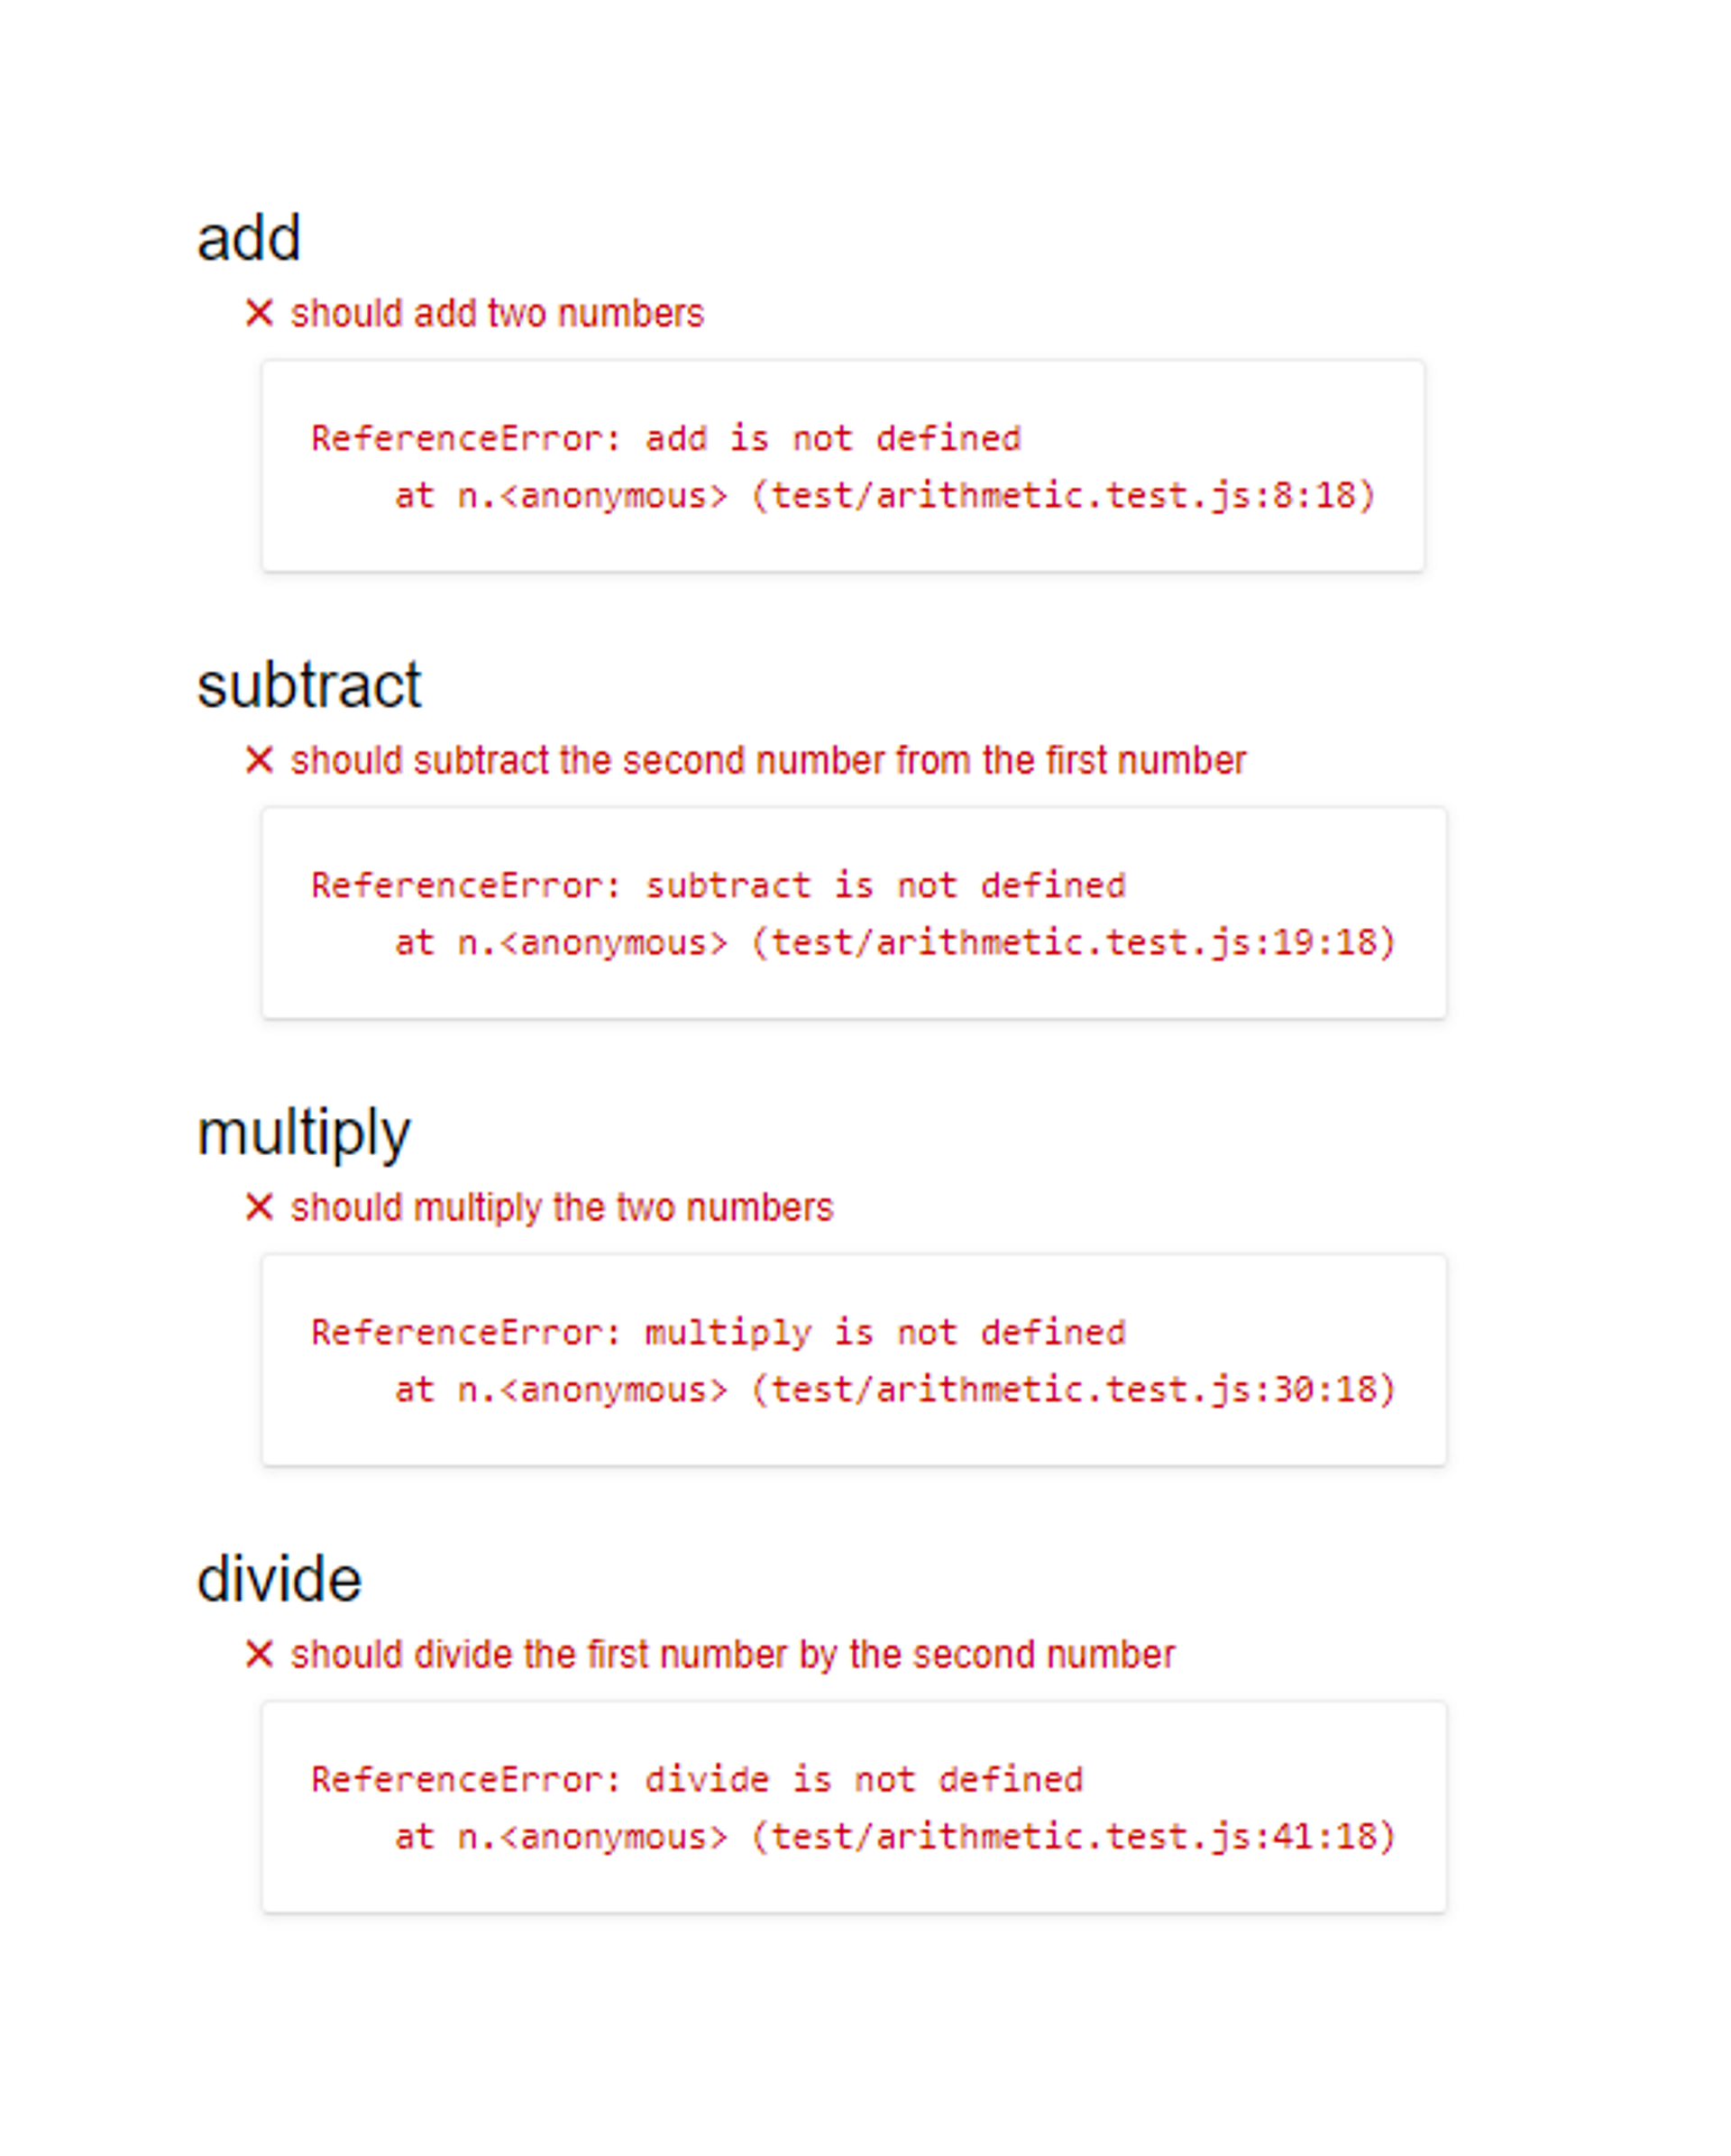 add
✕ should add two numbers
ReferenceError: add is not defined
at n.<anonymous> (test/arithmetic.test.js:8:18)
subtract
✕ should subtract the second number from the first number
ReferenceError: subtract is not defined
at n.<anonymous> (test/arithmetic.test.js:19:18)
multiply
✕ should multiply the two numbers
ReferenceError: multiply is not defined
at n.<anonymous> (test/arithmetic.test.js:30:18)
divide
✕ should divide the first number by the second number
ReferenceError: divide is not defined
at n.<anonymous> (test/arithmetic.test.js:41:18)